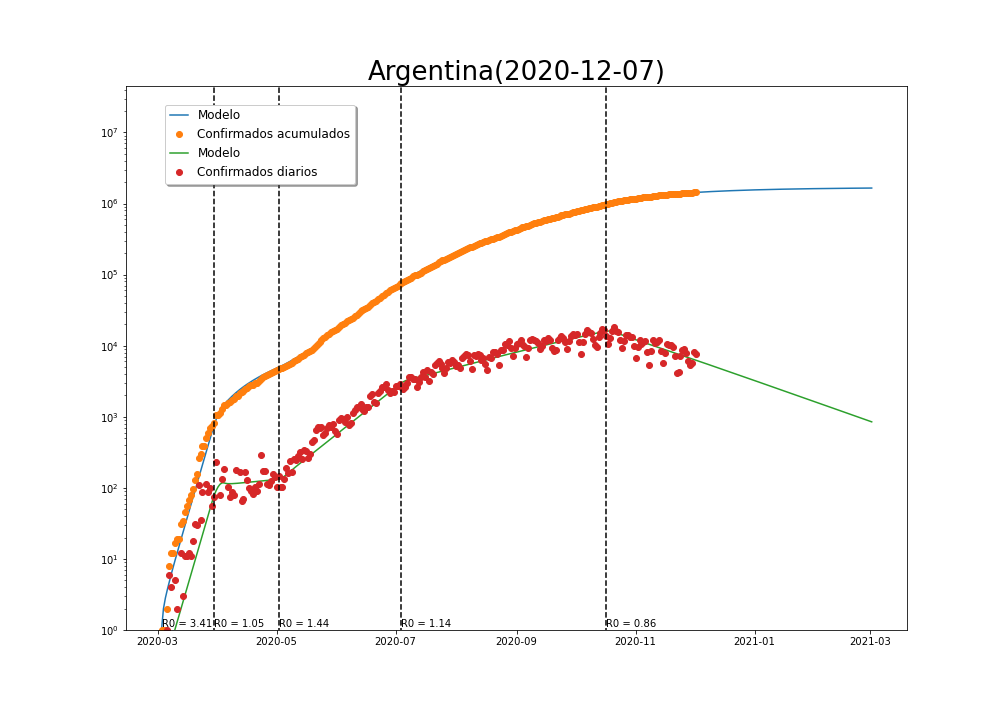 Argentina(2020-12-07)
Modelo
Confirmados acumulados
Modelo
Confirmados diarios
10⁷
10⁶
10⁵
10⁴
10³
10²
10¹
10⁰
R0 = 3.41 R0 = 1.05 R0 = 1.44 R0 = 1.14 R0 = 0.86
2020-03 2020-05 2020-07 2020-09 2020-11 2021-01 2021-03